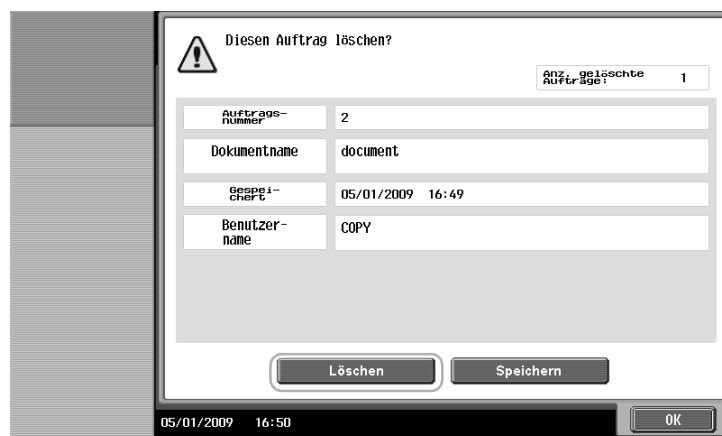 Diesen Auftrag löschen?
Anz. gelöschte
Aufträge: 1
Auftrags-
nummer
2
Dokumentname
document
Gespei-
chert
05/01/2009 16:49
Benutzer-
name
COPY
Löschen
Speichern
05/01/2009 16:50
OK